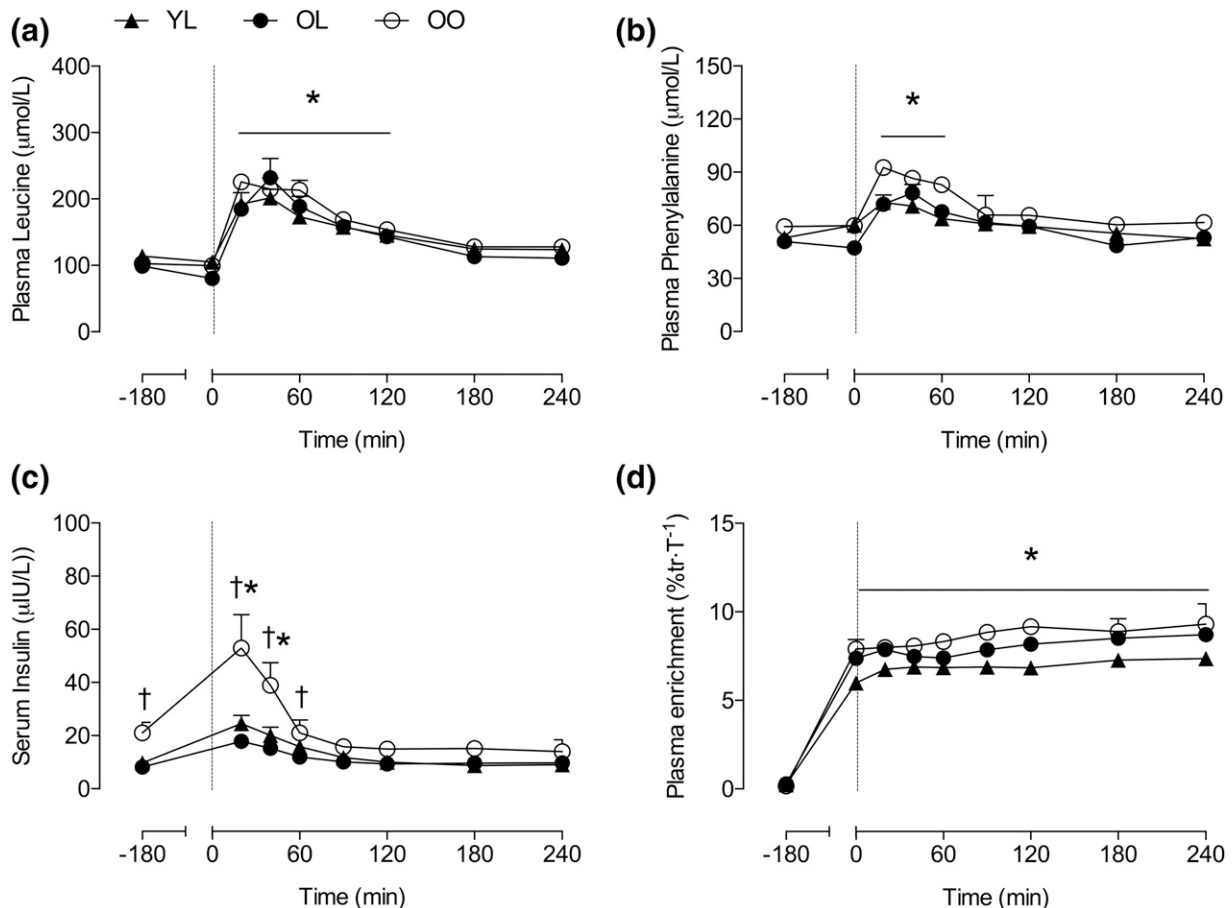 YL OL OO
(a)
Plasma Leucine (μmol/L)
400
300
200
100
0
*
-180 0 60 120 180 240
Time (min)
(b)
Plasma Phenylalanine (μmol/L)
150
120
90
60
30
0
*
-180 0 60 120 180 240
Time (min)
(c)
Serum Insulin (μIU/L))
100
80
60
40
20
0
†
†*
†*
†
-180 0 60 120 180 240
Time (min)
(d)
Plasma enrichment (%tr·T⁻¹)
15
10
5
0
*
-180 0 60 120 180 240
Time (min)